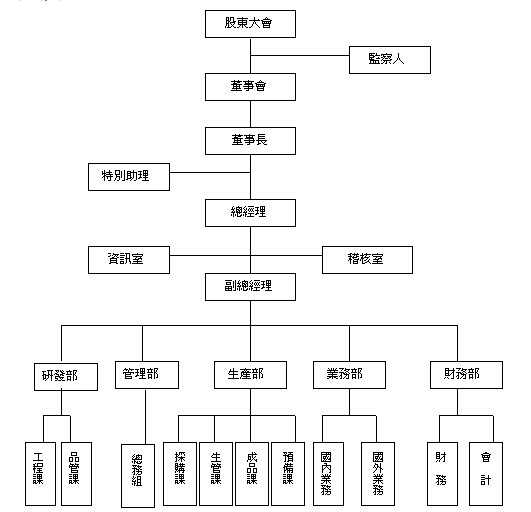 股東大會
監察人
董事會
董事長
特別助理
總經理
資訊室
稽核室
副總經理
研發部
管理部
生產部
業務部
財務部
工程課
品管課
總務組
採購課
生管課
成品課
預備課
國內業務
國外業務
財務
會計